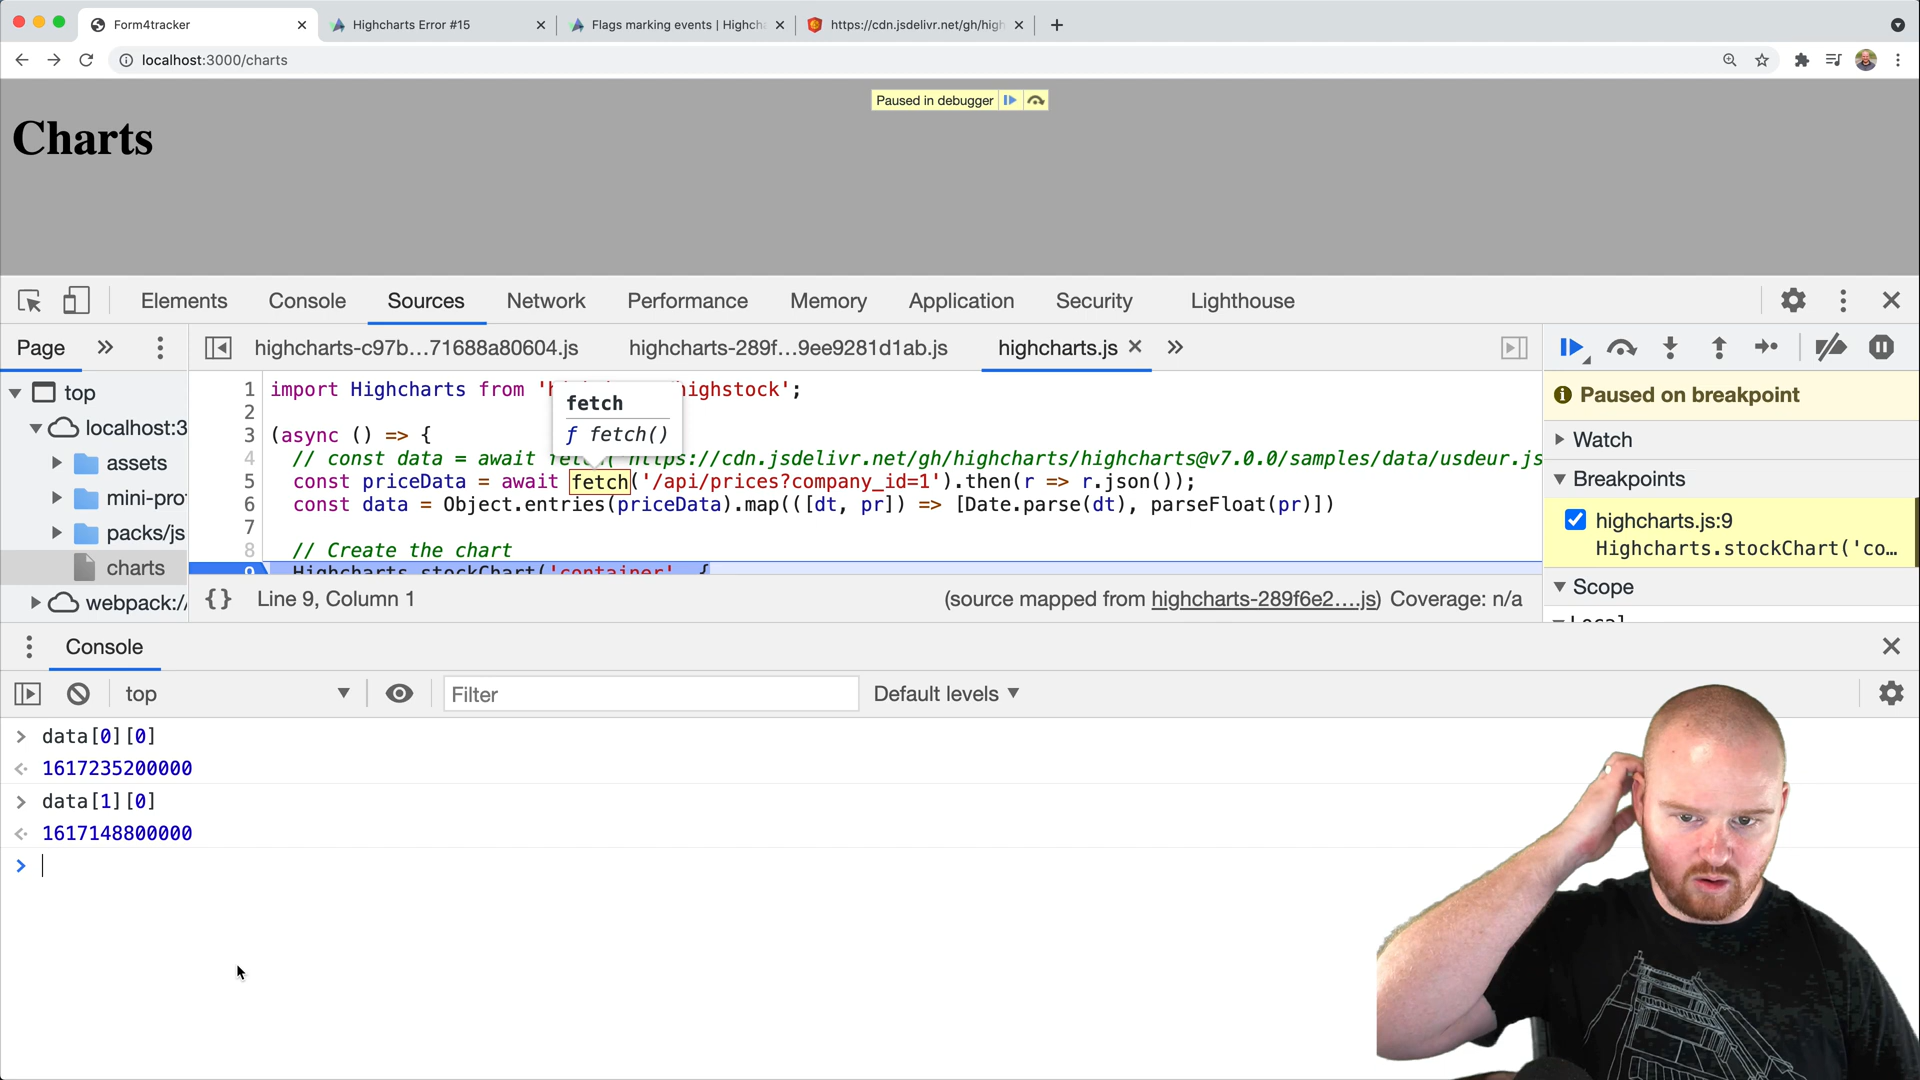 Form4tracker
Highcharts Error #15
Flags marking events | Highcha
https://cdn.jsdelivr.net/gh/high
localhost:3000/charts
Paused in debugger
Charts
Elements Console Sources Network Performance Memory Application Security Lighthouse
Page
highcharts-c97b…71688a80604.js
highcharts-289f…9ee9281d1ab.js
highcharts.js
top
localhost:3
assets
mini-pro
packs/js
charts
webpack:/
1 import Highcharts from 'h ighstock';
2
3 (async () => {
4 // const data = await fetch('https://cdn.jsdelivr.net/gh/highcharts/highcharts@v7.0.0/samples/data/usdeur.js
5 const priceData = await fetch('/api/prices?company_id=1').then(r => r.json());
6 const data = Object.entries(priceData).map(([dt, pr]) => [Date.parse(dt), parseFloat(pr)])
7
8 // Create the chart
9 Highcharts.stockChart('container', {
fetch
ƒ fetch()
{} Line 9, Column 1
(source mapped from highcharts-289f6e2….js) Coverage: n/a
Paused on breakpoint
Watch
Breakpoints
highcharts.js:9
Highcharts.stockChart('co…
Scope
Local
Console
top
Filter
Default levels
> data[0][0]
1617235200000
> data[1][0]
1617148800000
>